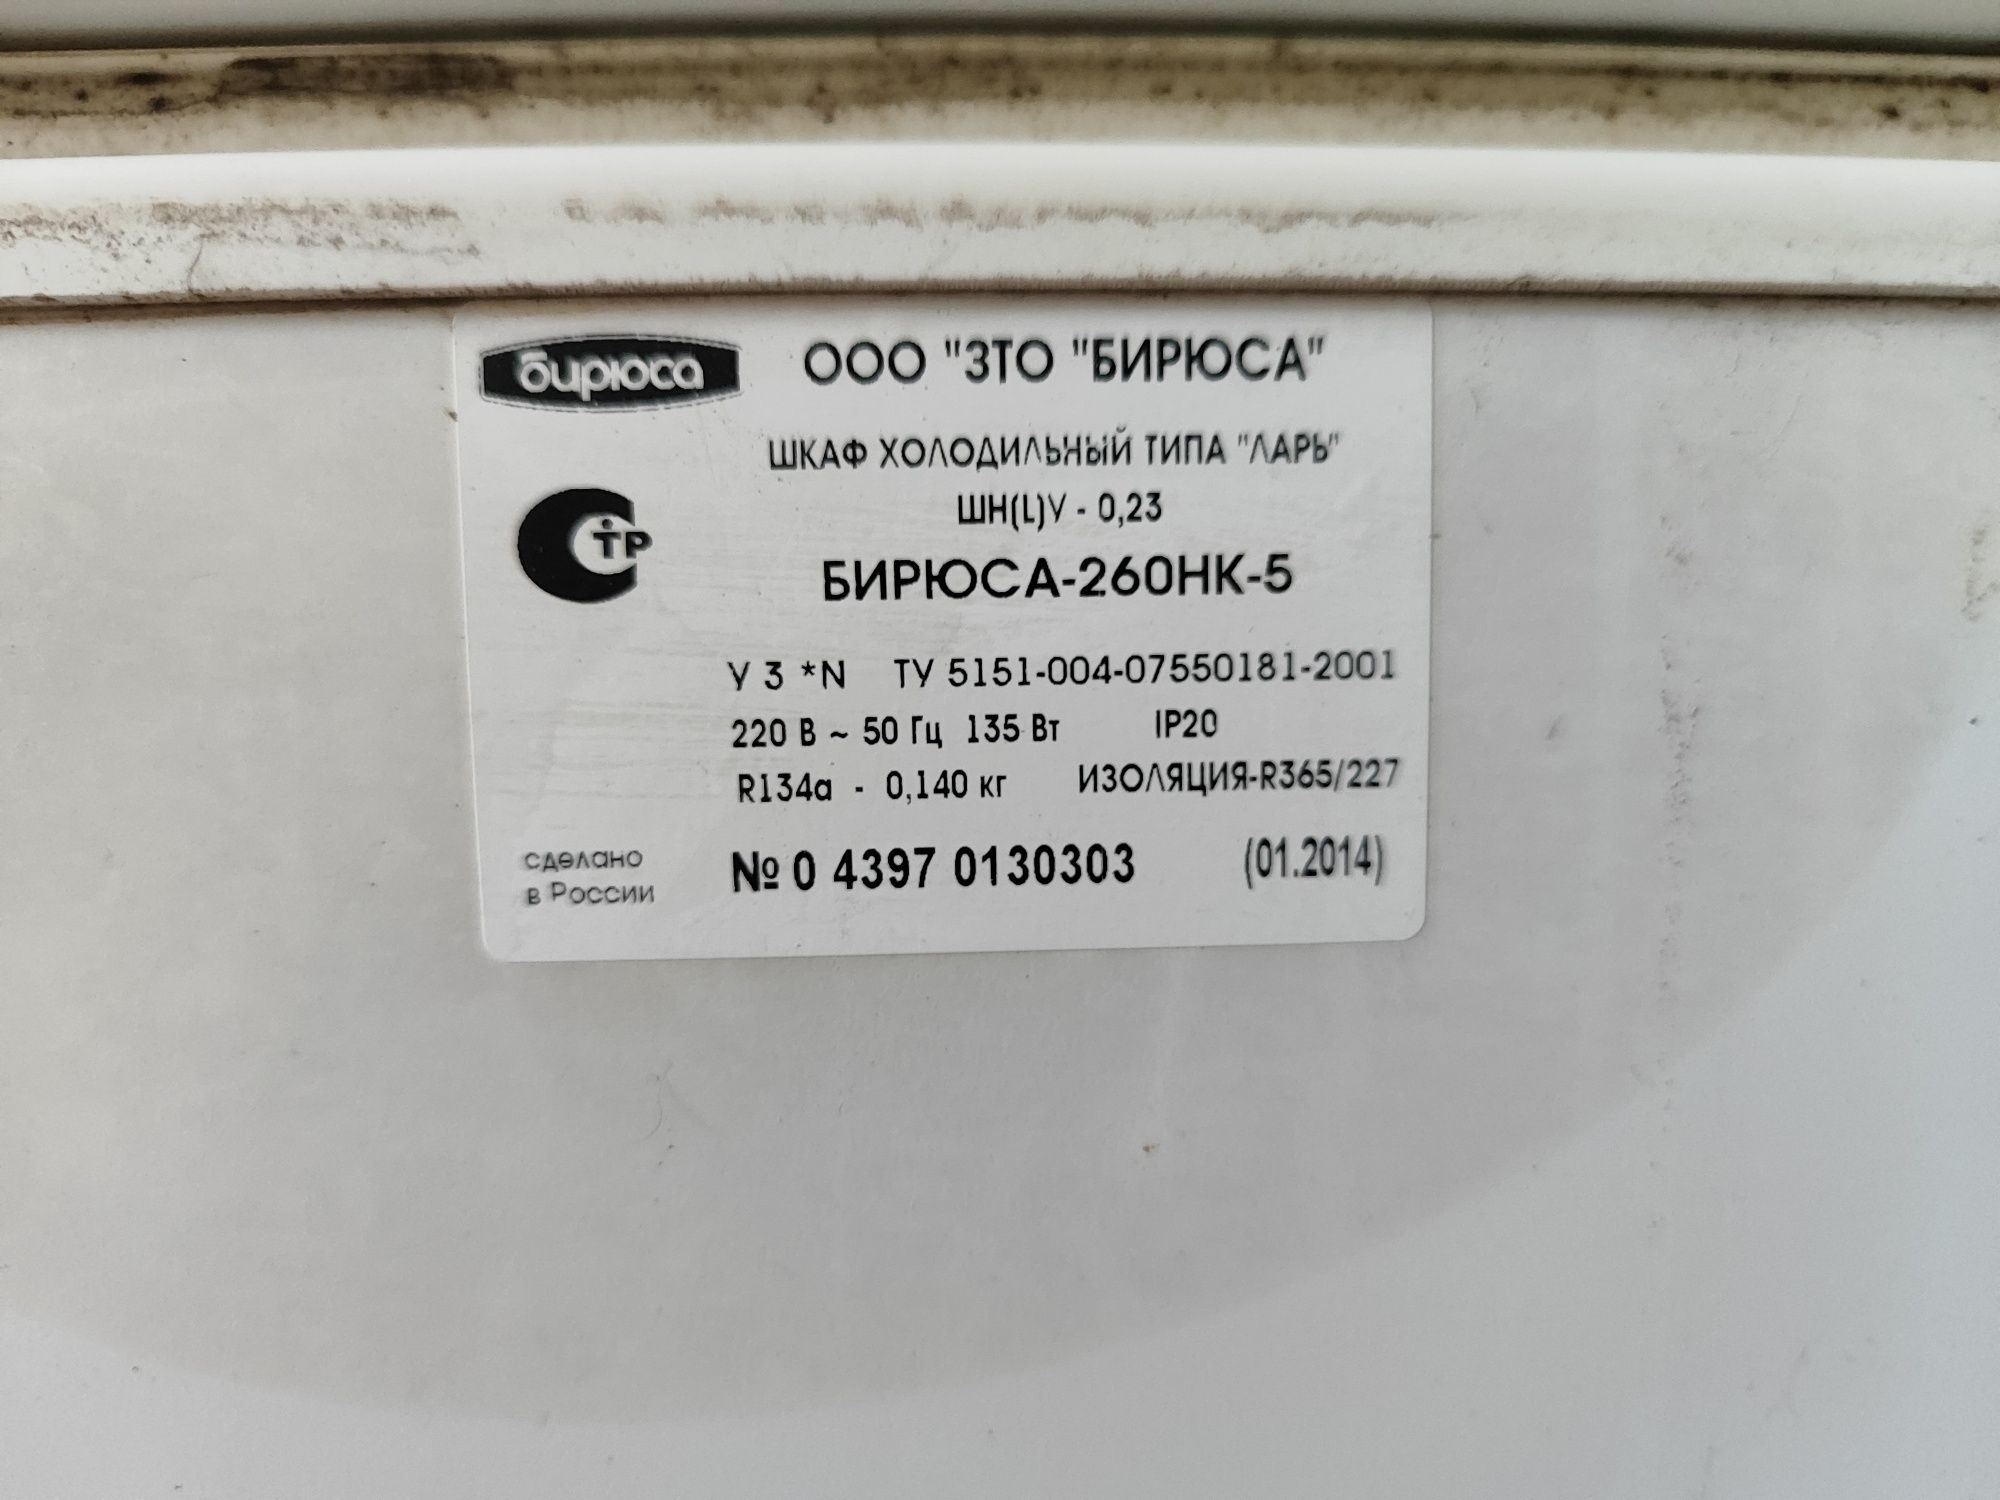 бирюса
ООО "ЗТО "БИРЮСА"
ШКАФ ХОЛОДИЛЬНЫЙ ТИПА "ЛАРЬ"
ШН(L)V - 0,23
БИРЮСА-260НК-5
СТР
У 3 *N ТУ 5151-004-07550181-2001
220 В ~ 50 Гц 135 Вт IP20
R134a - 0,140 кг ИЗОЛЯЦИЯ-R365/227
сделано
в России
№ 0 4397 0130303 (01.2014)